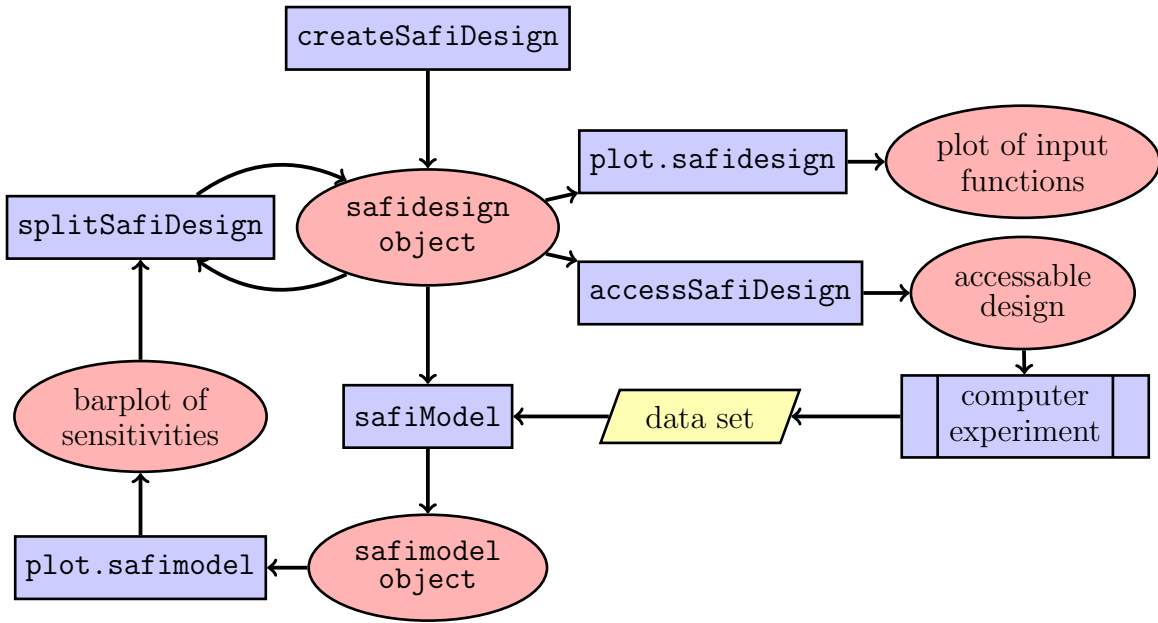 createSafiDesign
plot.safidesign
plot of input
functions
splitSafiDesign
safidesign
object
accessSafiDesign
accessable
design
barplot of
sensitivities
safiModel
data set
computer
experiment
plot.safimodel
safimodel
object